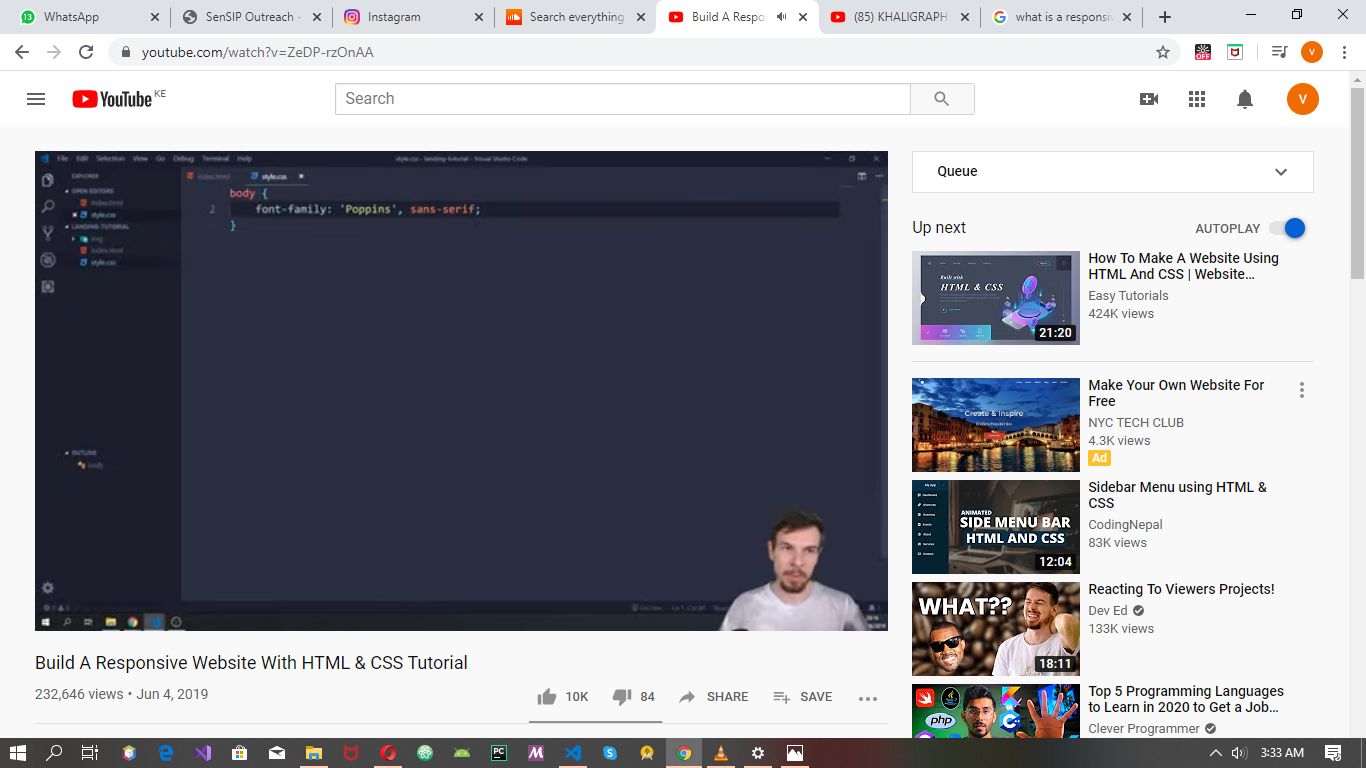 WhatsApp
SenSIP Outreach -
Instagram
Search everything
Build A Respon
(85) KHALIGRAPH
what is a responsiv
youtube.com/watch?v=ZeDP-rzOnAA
OFF
V
YouTube KE
Search
V
File Edit Selection View Go Debug Terminal Help
style.css - landing-tutorial - Visual Studio Code
EXPLORER
OPEN EDITORS
index.html
style.css
LANDING-TUTORIAL
img
index.html
style.css
OUTLINE
body
index.html
style.css
body {
2 font-family: 'Poppins', sans-serif;
}
Build A Responsive Website With HTML & CSS Tutorial
232,646 views • Jun 4, 2019
10K
84
SHARE
SAVE
Queue
Up next
AUTOPLAY
Built with
HTML & CSS
21:20
How To Make A Website Using
HTML And CSS | Website…
Easy Tutorials
424K views
Create & Inspire
Make Your Own Website For
Free
NYC TECH CLUB
4.3K views
Ad
ANIMATED
SIDE MENU BAR
HTML AND CSS
12:04
Sidebar Menu using HTML &
CSS
CodingNepal
83K views
WHAT??
18:11
Reacting To Viewers Projects!
Dev Ed
133K views
php
Top 5 Programming Languages
to Learn in 2020 to Get a Job…
Clever Programmer
3:33 AM